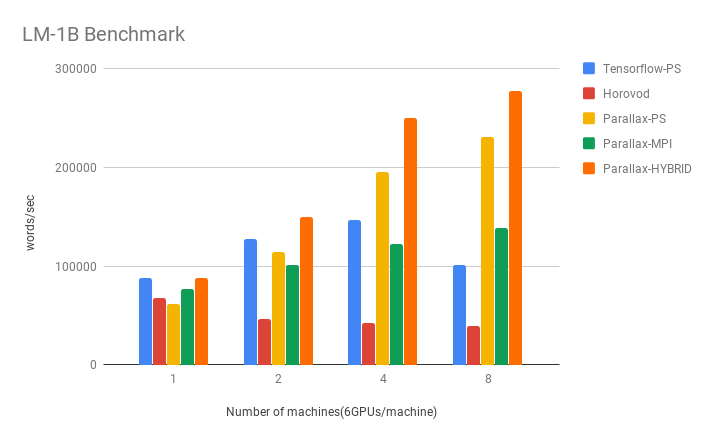 LM-1B Benchmark
300000
200000
100000
0
words/sec
1
2
4
8
Number of machines(6GPUs/machine)
Tensorflow-PS
Horovod
Parallax-PS
Parallax-MPI
Parallax-HYBRID